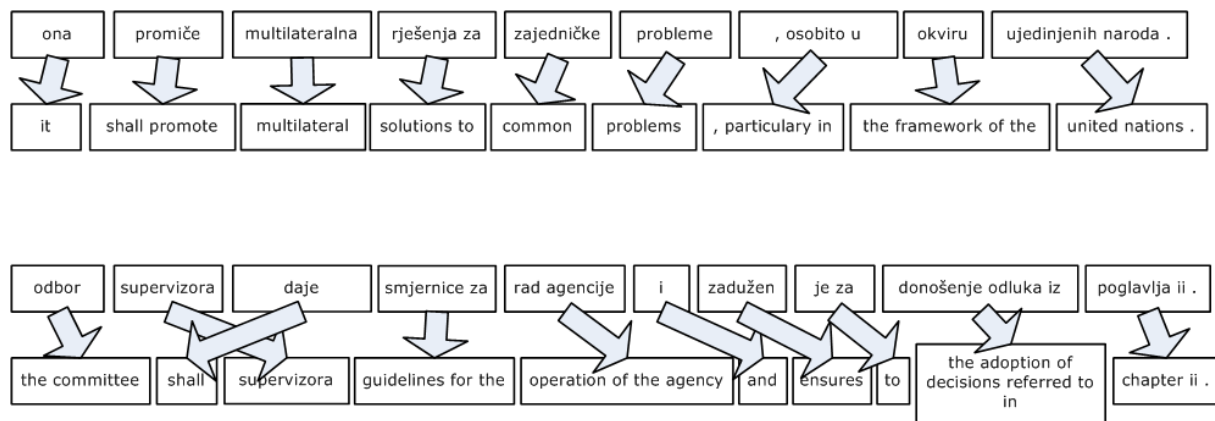 ona promiče multilateralna rješenja za zajedničke probleme , osobito u okviru ujedinjenih naroda .
it shall promote multilateral solutions to common problems , particulary in the framework of the united nations .
odbor supervizora daje smjernice za rad agencije i zadužen je za donošenje odluka iz poglavlja ii .
the committee shall supervizora guidelines for the operation of the agency and ensures to the adoption of
decisions referred to
in
chapter ii .